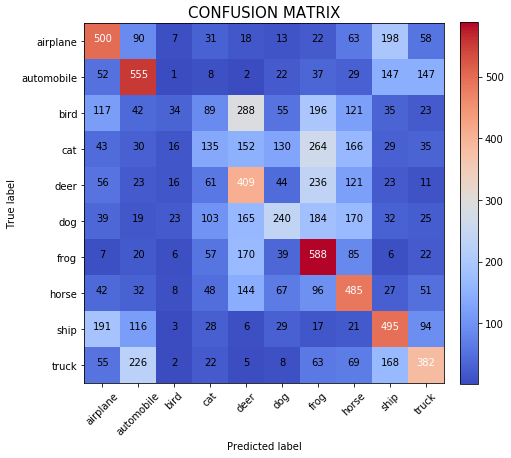 CONFUSION MATRIX
airplane 500 90 7 31 18 13 22 63 198 58
automobile 52 555 1 8 2 22 37 29 147 147
bird 117 42 34 89 288 55 196 121 35 23
cat 43 30 16 135 152 130 264 166 29 35
deer 56 23 16 61 409 44 236 121 23 11
dog 39 19 23 103 165 240 184 170 32 25
frog 7 20 6 57 170 39 588 85 6 22
horse 42 32 8 48 144 67 96 485 27 51
ship 191 116 3 28 6 29 17 21 495 94
truck 55 226 2 22 5 8 63 69 168 382
airplane automobile bird cat deer dog frog horse ship truck
Predicted label
True label
500
400
300
200
100